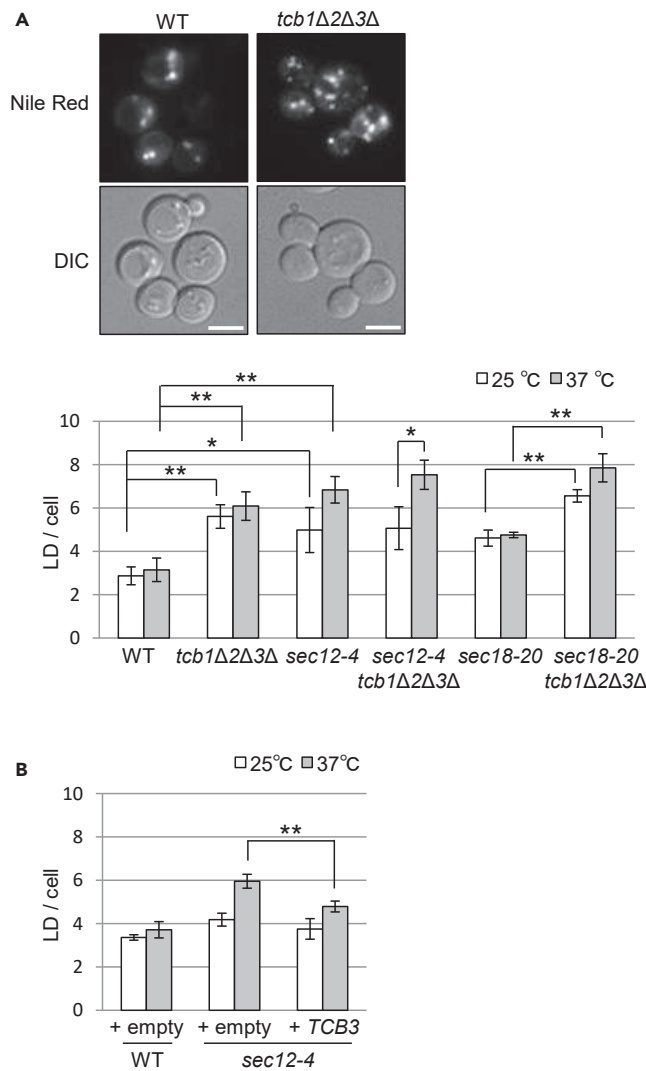 A
WT tcb1Δ2Δ3Δ
Nile Red
DIC
25 °C 37 °C
** 
**
*
**
*
**
**
10
8
6
4
2
0
LD / cell
WT tcb1Δ2Δ3Δ sec12-4 sec12-4 sec18-20 sec18-20
tcb1Δ2Δ3Δ tcb1Δ2Δ3Δ
B
25°C 37°C
**
10
8
6
4
2
0
LD / cell
+ empty + empty + TCB3
WT sec12-4